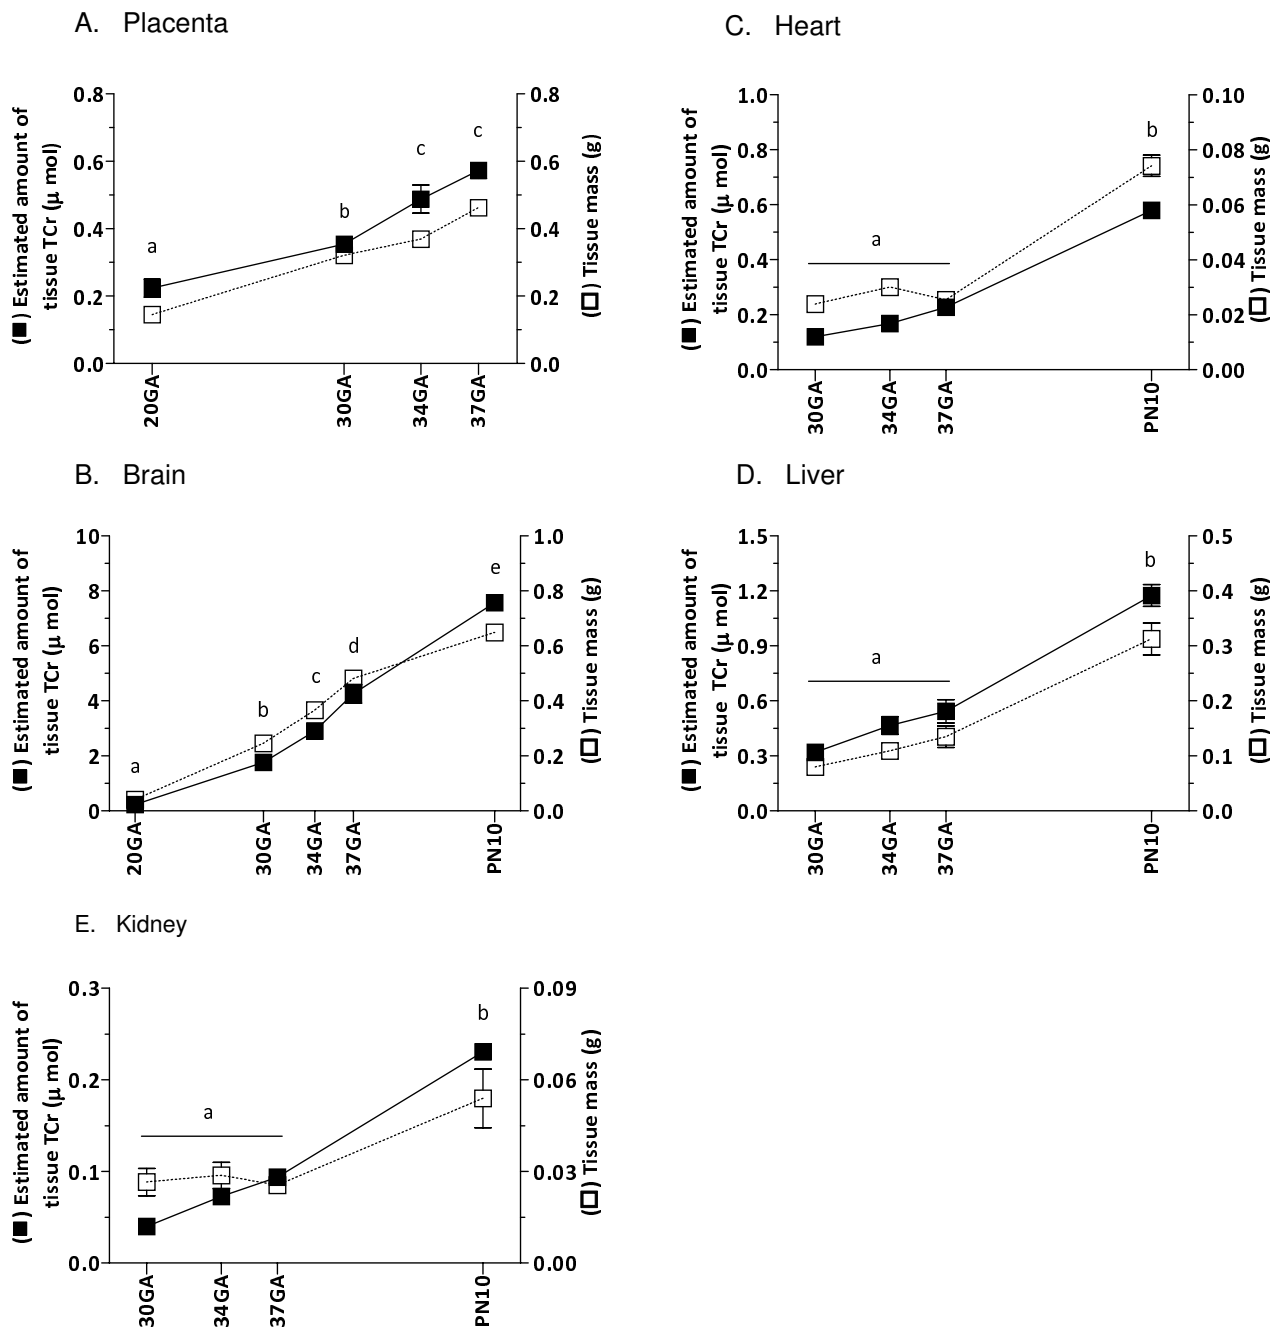 A. Placenta
(■) Estimated amount of
tissue TCr (μ mol)
0.8
0.6
0.4
0.2
0.0
a
b
c
c
0.8
0.6
0.4
0.2
0.0
(□) Tissue mass (g)
20GA
30GA
34GA
37GA
C. Heart
(■) Estimated amount of
tissue TCr (μ mol)
1.0
0.8
0.6
0.4
0.2
0.0
a
b
0.10
0.08
0.06
0.04
0.02
0.00
(□) Tissue mass (g)
30GA
34GA
37GA
PN10
B. Brain
(■) Estimated amount of
tissue TCr (μ mol)
10
8
6
4
2
0
a
b
c
d
e
1.0
0.8
0.6
0.4
0.2
0.0
(□) Tissue mass (g)
20GA
30GA
34GA
37GA
PN10
D. Liver
(■) Estimated amount of
tissue TCr (μ mol)
1.5
1.2
0.9
0.6
0.3
0.0
a
b
0.5
0.4
0.3
0.2
0.1
0.0
(□) Tissue mass (g)
30GA
34GA
37GA
PN10
E. Kidney
(■) Estimated amount of
tissue TCr (μ mol)
0.3
0.2
0.1
0.0
a
b
0.09
0.06
0.03
0.00
(□) Tissue mass (g)
30GA
34GA
37GA
PN10